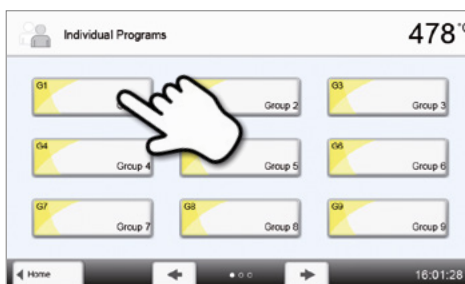 Individual Programs
478°C
G1
Group 2
G3
Group 3
G4
Group 4
Group 5
G6
Group 6
G7
Group 7
G8
Group 8
G9
Group 9
Home
16:01:28